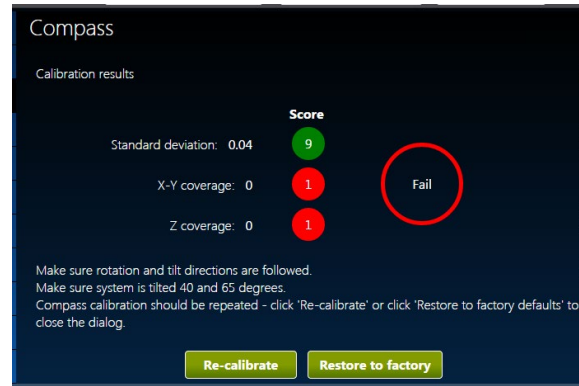 Compass
Calibration results
Score
Standard deviation: 0.04 9
X-Y coverage: 0 1 Fail
Z coverage: 0 1
Make sure rotation and tilt directions are followed.
Make sure system is tilted 40 and 65 degrees.
Compass calibration should be repeated - click 'Re-calibrate' or click 'Restore to factory defaults' to
close the dialog.
Re-calibrate Restore to factory